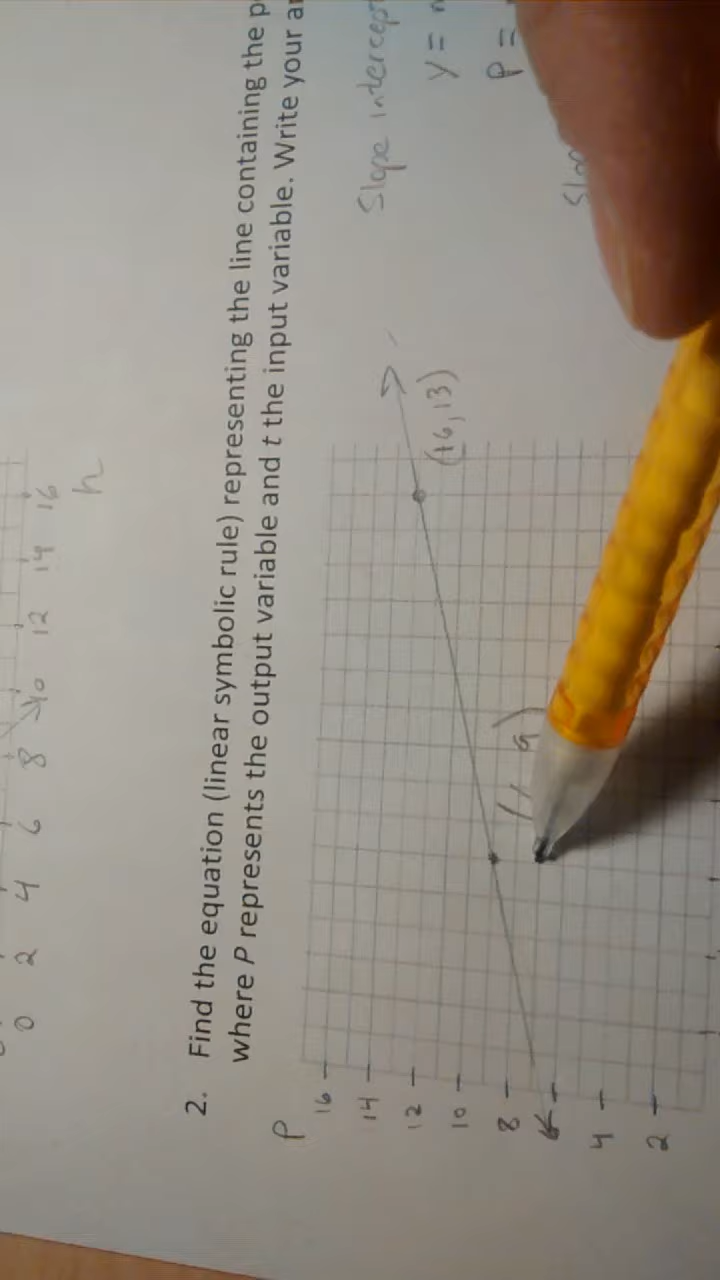 0 2 4 6 8 10 12 14 16
n
2. Find the equation (linear symbolic rule) representing the line containing the
where P represents the output variable and t the input variable. Write your
P
16
14
12
10
8
4
2
(16, 13)
( , 9)
Slope intercept
y =
P =